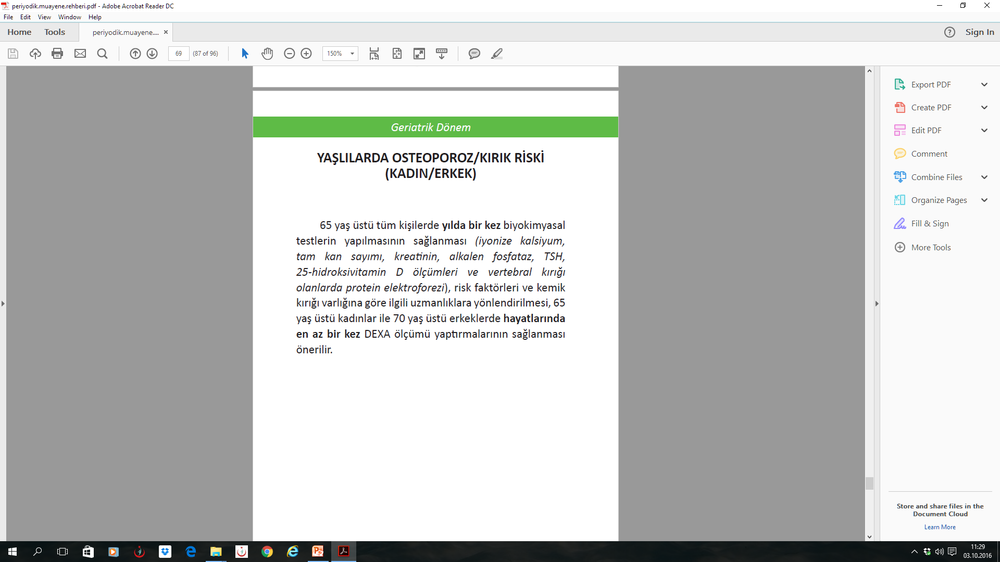 periyodik.muayene.rehberi.pdf - Adobe Acrobat Reader DC
File Edit View Window Help
Home Tools periyodik.muayene.... × ? Sign In
69 (87 of 96) 150%
Geriatrik Dönem
YAŞLILARDA OSTEOPOROZ/KIRIK RİSKİ
(KADIN/ERKEK)
65 yaş üstü tüm kişilerde yılda bir kez biyokimyasal
testlerin yapılmasının sağlanması (iyonize kalsiyum,
tam kan sayımı, kreatinin, alkalen fosfataz, TSH,
25-hidroksivitamin D ölçümleri ve vertebral kırığı
olanlarda protein elektroforezi), risk faktörleri ve kemik
kırığı varlığına göre ilgili uzmanlıklara yönlendirilmesi, 65
yaş üstü kadınlar ile 70 yaş üstü erkeklerde hayatlarında
en az bir kez DEXA ölçümü yaptırmalarının sağlanması
önerilir.
Export PDF
Create PDF
Edit PDF
Comment
Combine Files
Organize Pages
Fill & Sign
More Tools
Store and share files in the
Document Cloud
Learn More
11:29
03.10.2016